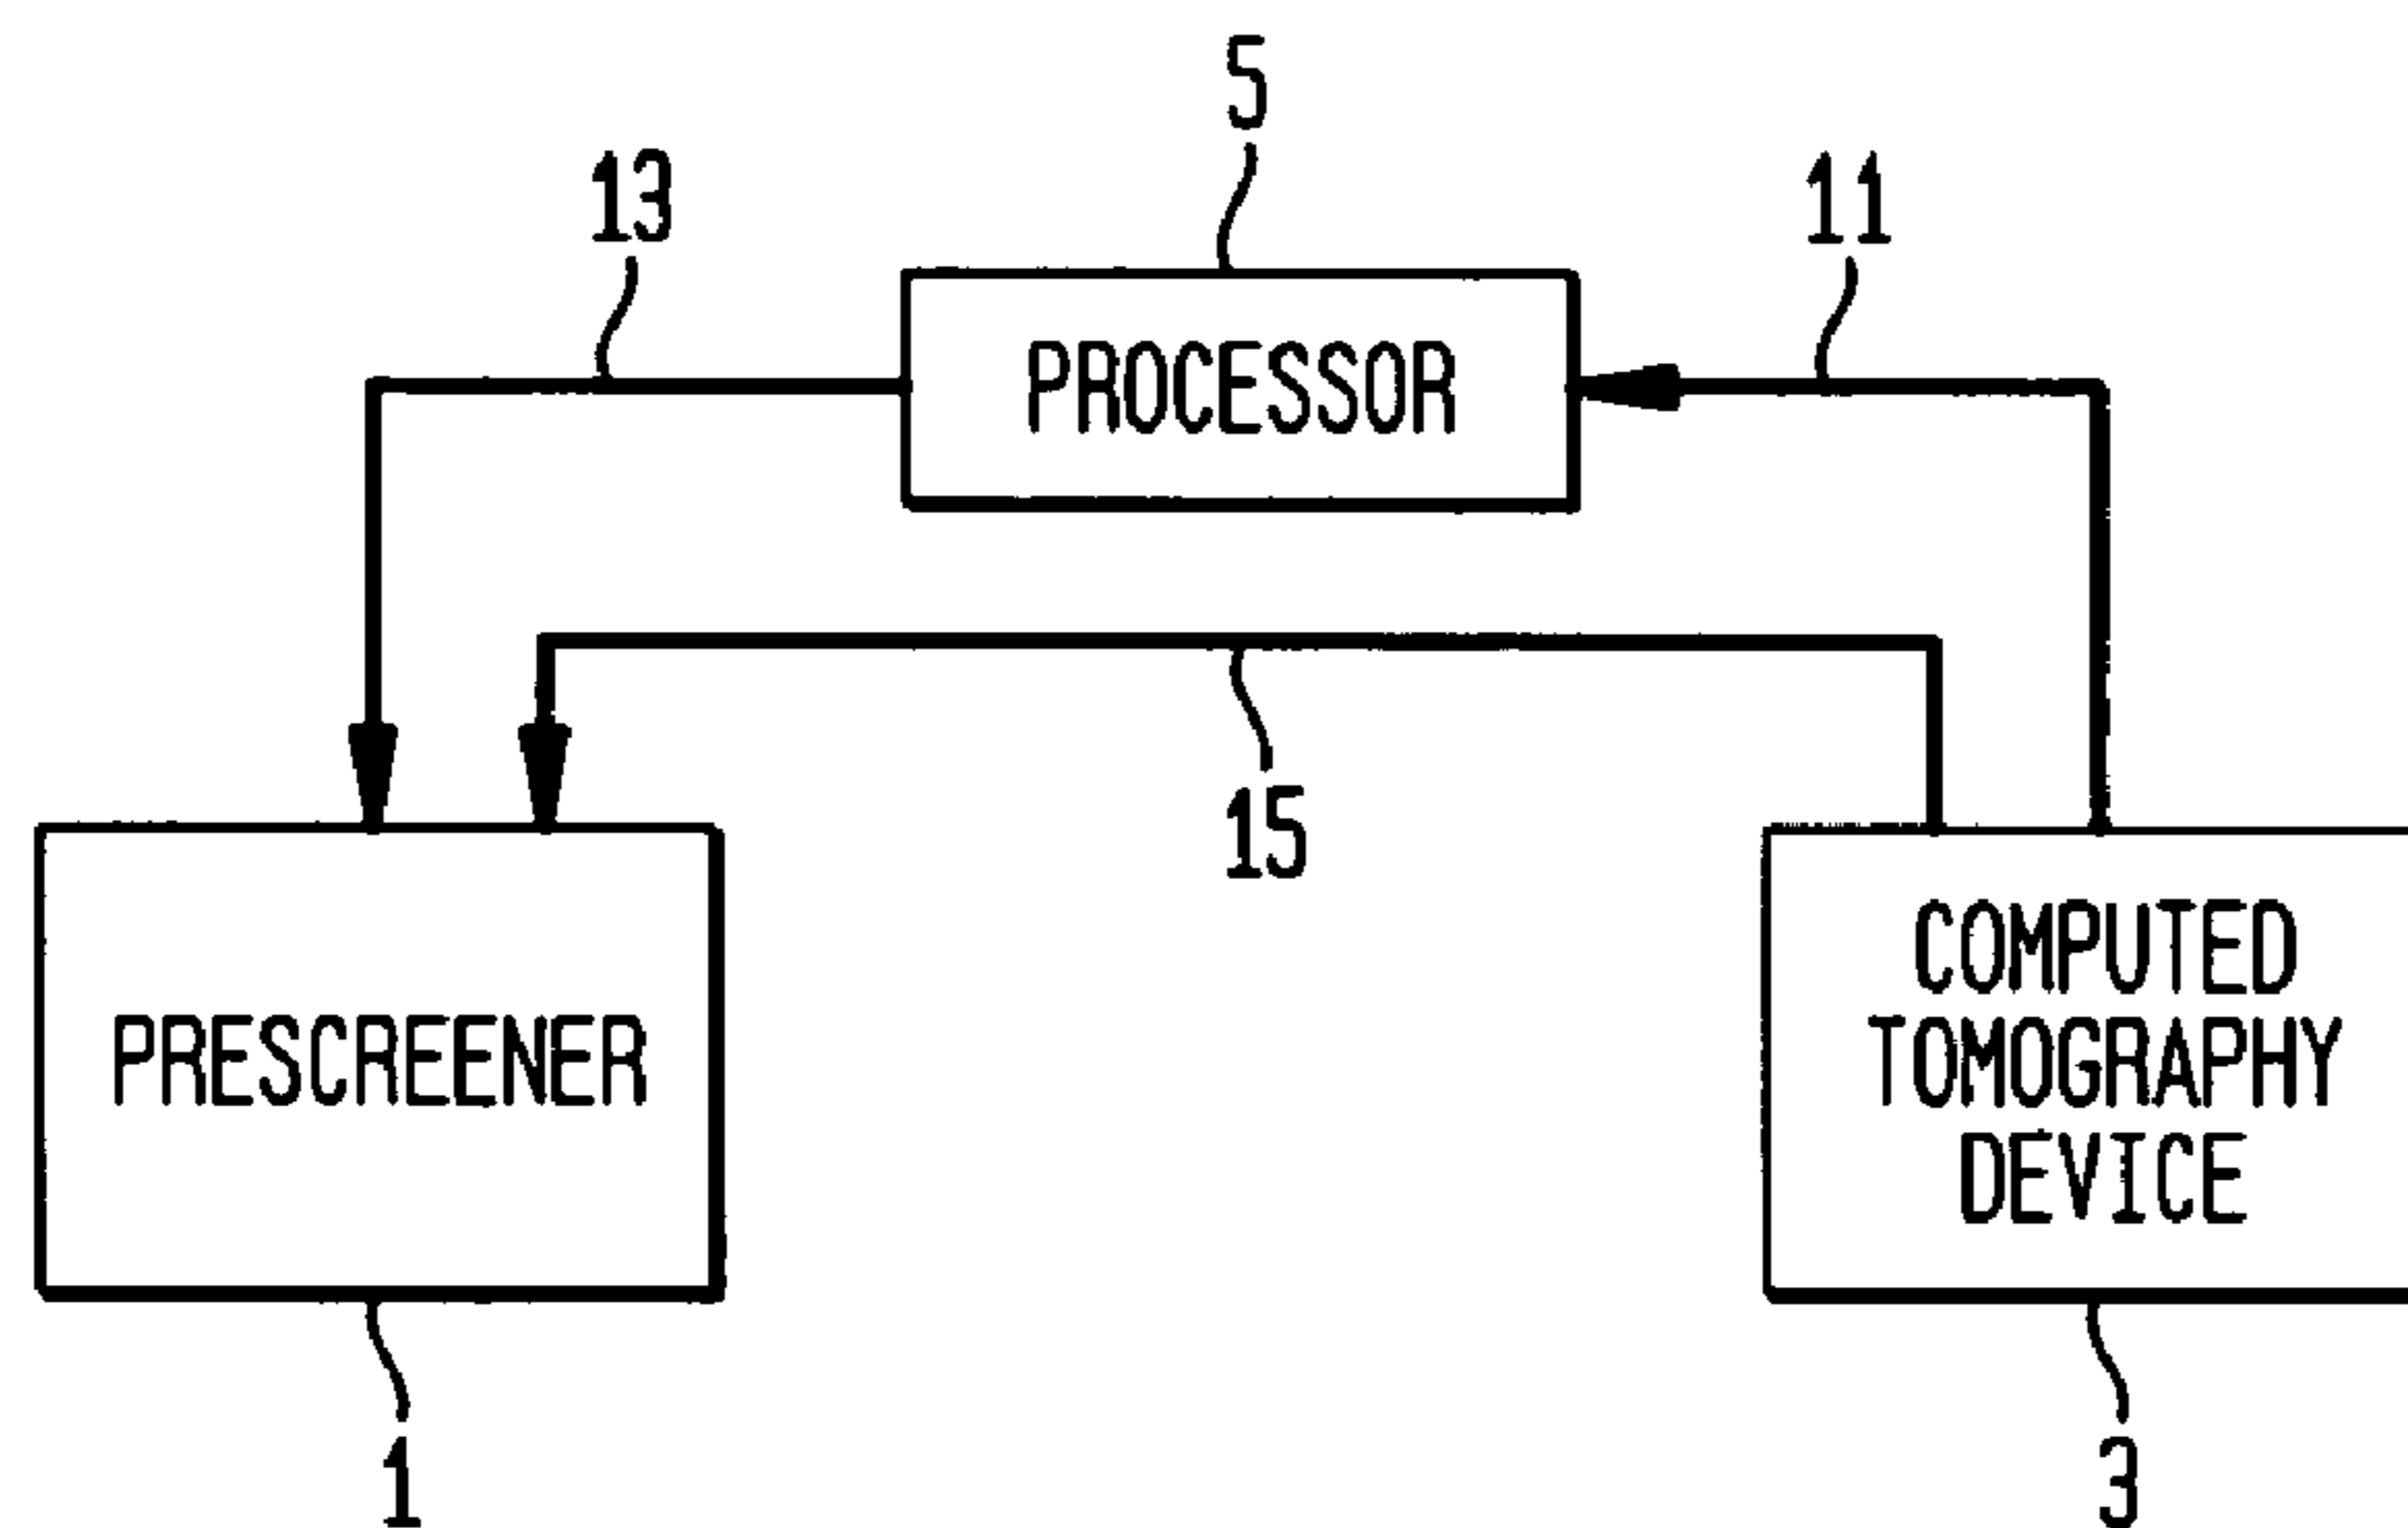 5
13
11
PROCESSOR
15
PRESCREENER
COMPUTED
TOMOGRAPHY
DEVICE
1
3